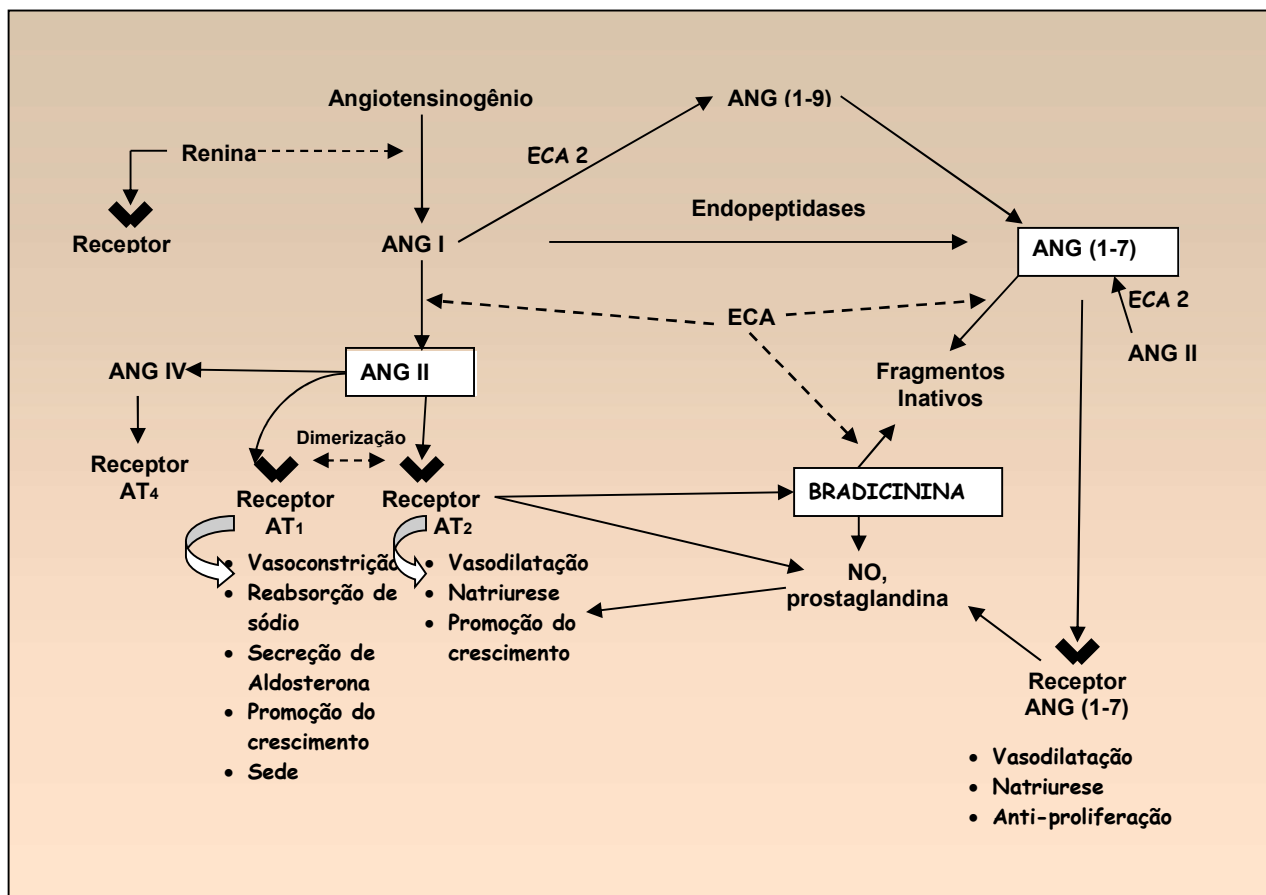 Angiotensinogênio
ANG (1-9)
Renina
ECA 2
Receptor
ANG I
Endopeptidases
ANG (1-7)
ECA
ECA 2
ANG II
ANG IV
ANG II
Fragmentos
Inativos
Dimerização
Receptor
AT4
Receptor
AT1
Receptor
AT2
BRADICININA
• Vasoconstrição
• Reabsorção de
sódio
• Secreção de
Aldosterona
• Promoção do
crescimento
• Sede
• Vasodilatação
• Natriurese
• Promoção do
crescimento
NO,
prostaglandina
Receptor
ANG (1-7)
• Vasodilatação
• Natriurese
• Anti-proliferação